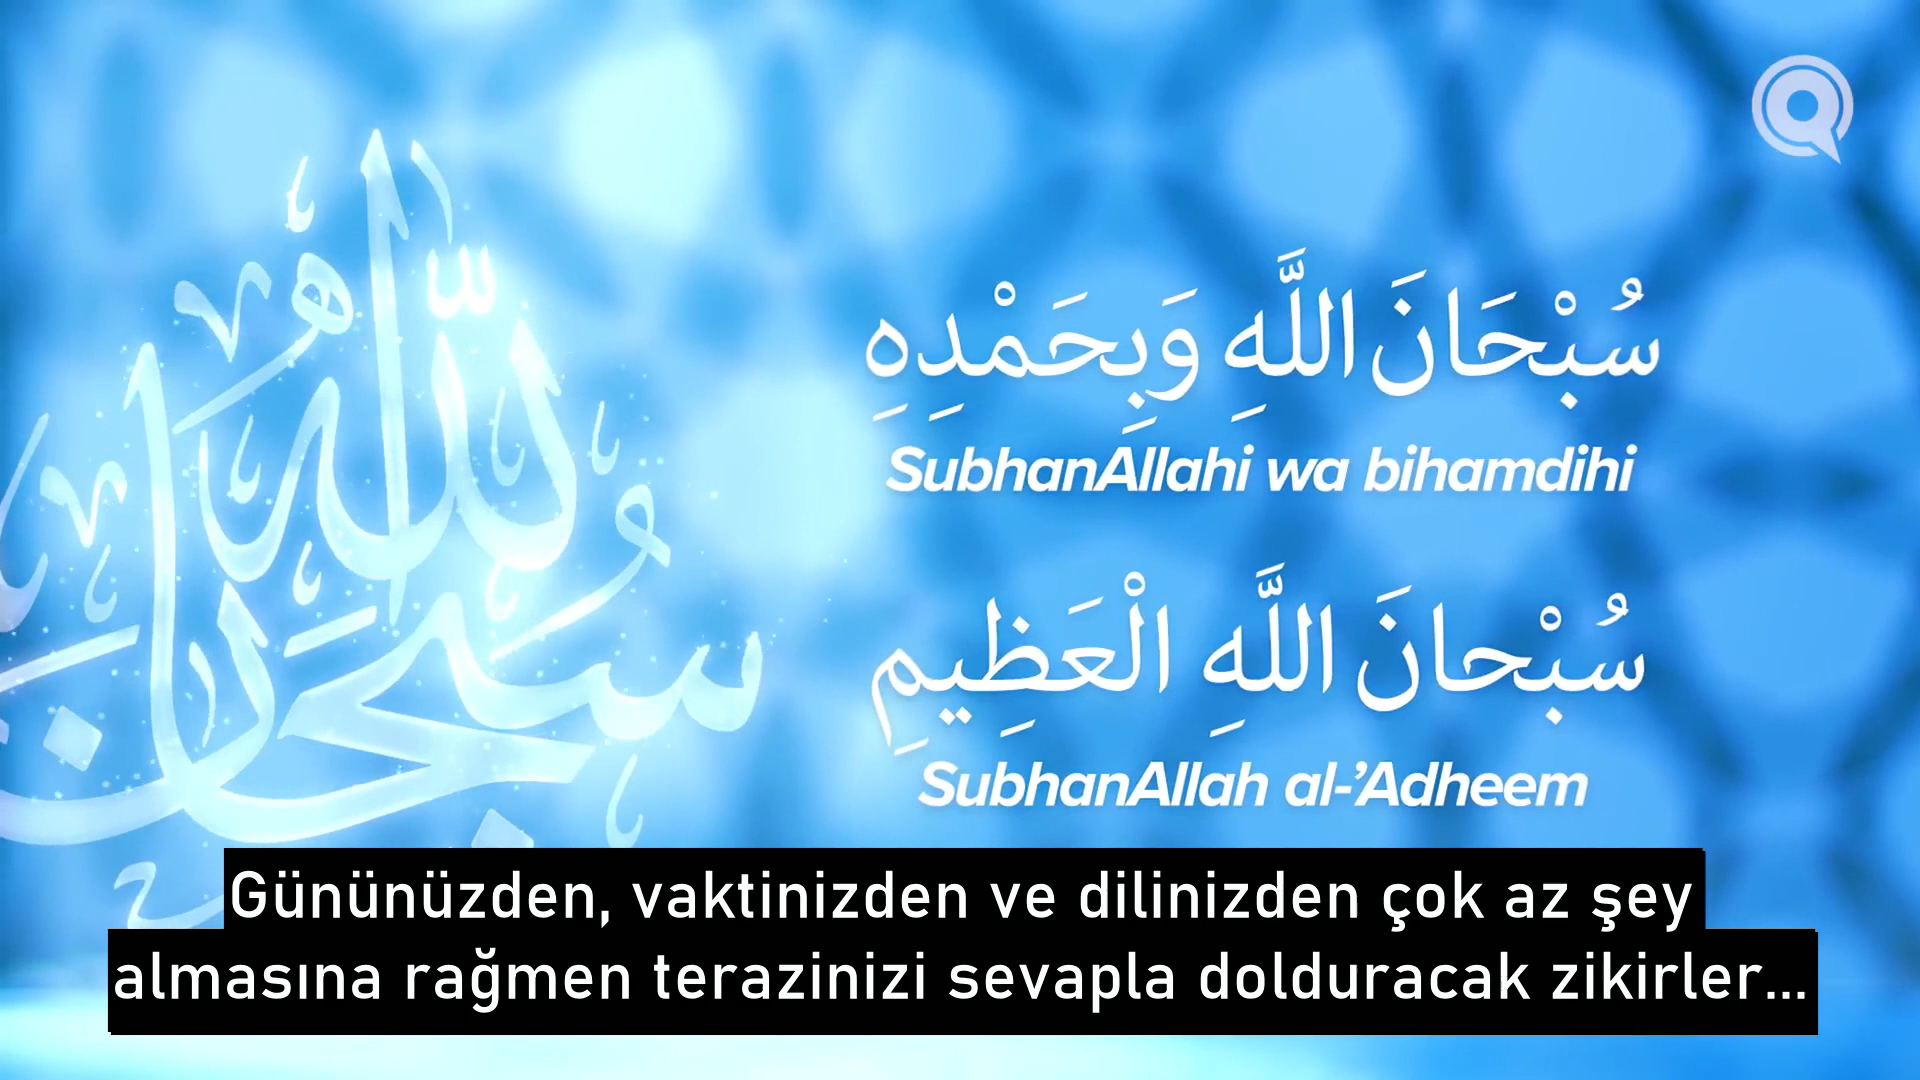 سُبْحَانَ اللَّهِ وَبِحَمْدِهِ
SubhanAllahi wa bihamdihi
سُبْحانَ اللَّهِ الْعَظِيمِ
SubhanAllah al-’Adheem
Gününüzden, vaktinizden ve dilinizden çok az şey
almasına rağmen terazinizi sevapla dolduracak zikirler...